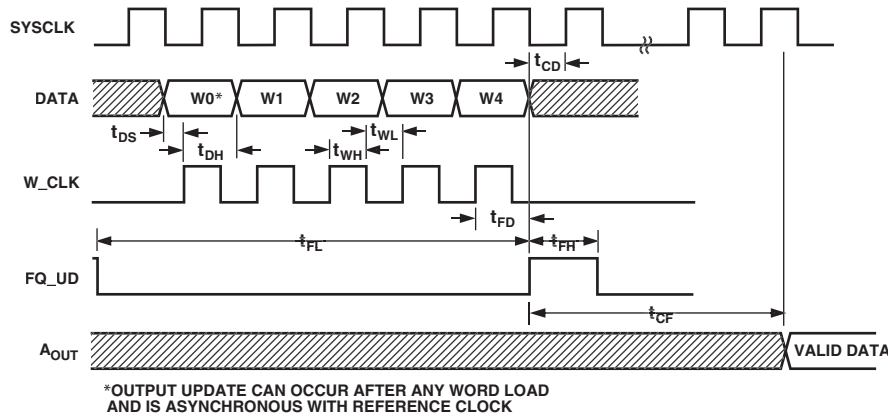 SYSCLK
tCD
DATA
W0* W1 W2 W3 W4
tDS
tDH
tWH
tWL
W_CLK
tFD
tFL
tFH
FQ_UD
tCF
AOUT
VALID DATA
*OUTPUT UPDATE CAN OCCUR AFTER ANY WORD LOAD
AND IS ASYNCHRONOUS WITH REFERENCE CLOCK